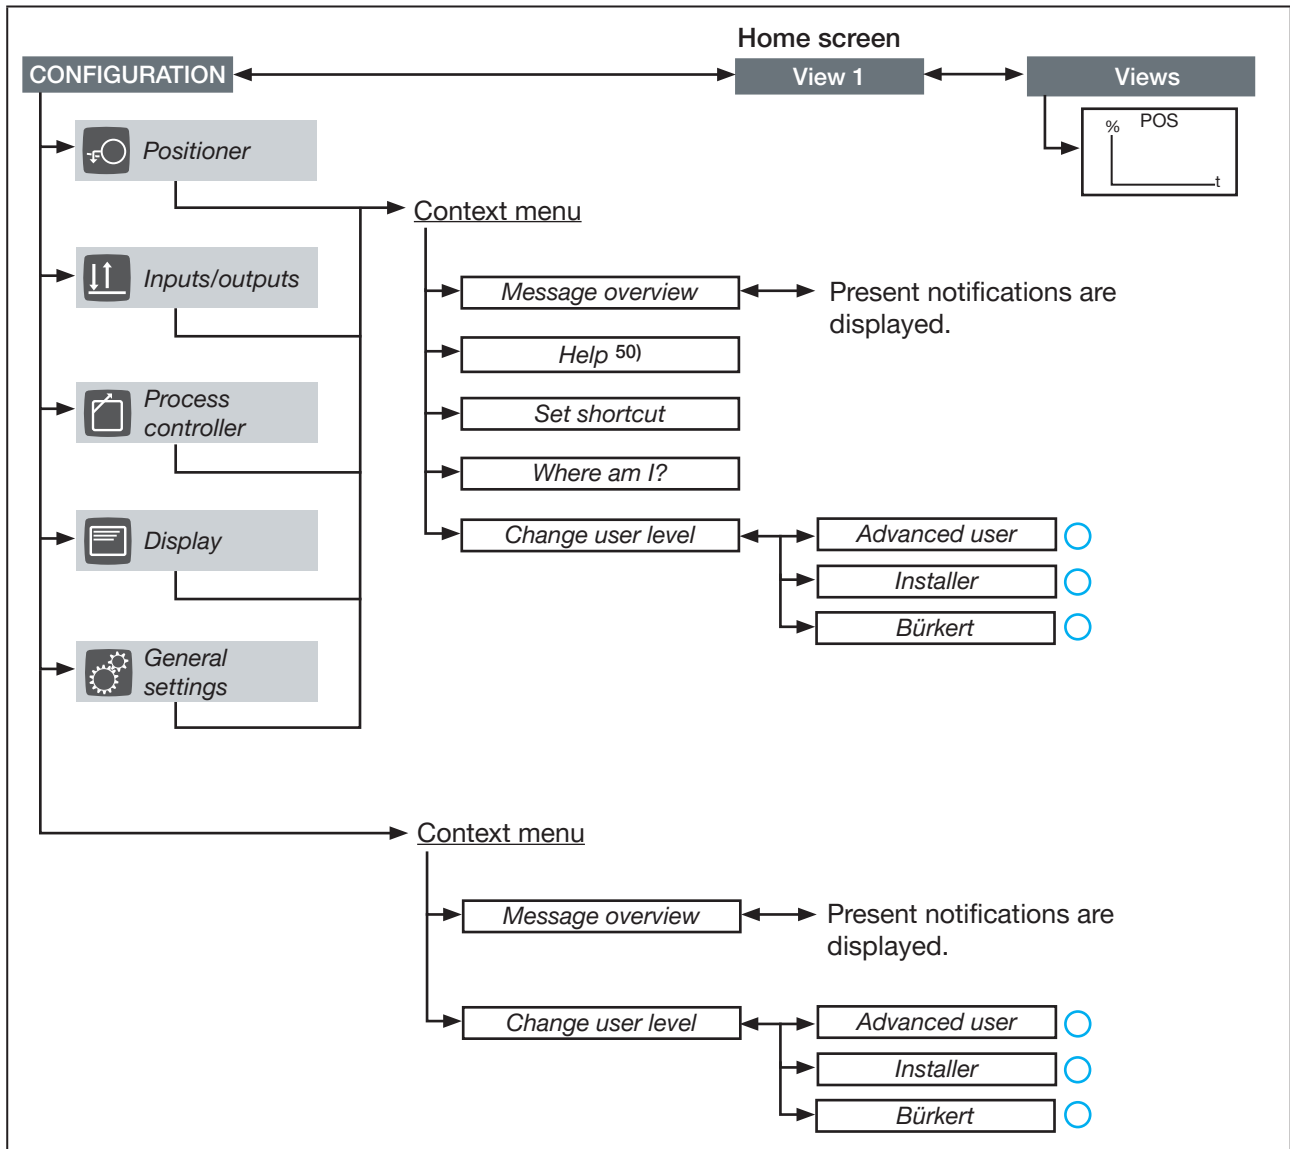 Home screen
CONFIGURATION
View 1
Views
% POS
t
Positioner
Context menu
Inputs/outputs
Message overview
Present notifications are
displayed.
Help 50)
Process
controller
Set shortcut
Where am I?
Display
Change user level
Advanced user
Installer
Bürkert
General
settings
Context menu
Message overview
Present notifications are
displayed.
Change user level
Advanced user
Installer
Bürkert